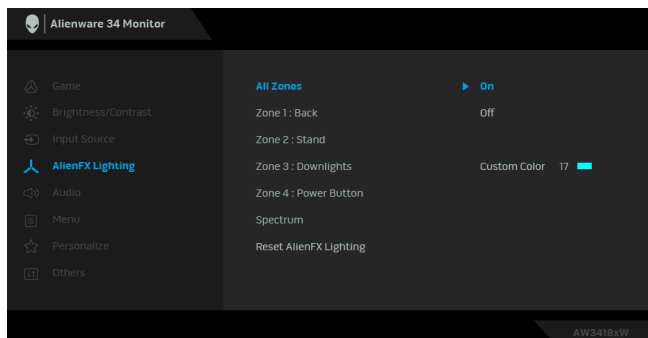 Alienware 34 Monitor
Game
Brightness/Contrast
Input Source
AlienFX Lighting
Audio
Menu
Personalize
Others
All Zones
Zone 1 : Back
Zone 2 : Stand
Zone 3 : Downlights
Zone 4 : Power Button
Spectrum
Reset AlienFX Lighting
On
Off
Custom Color 17
AW3418xW